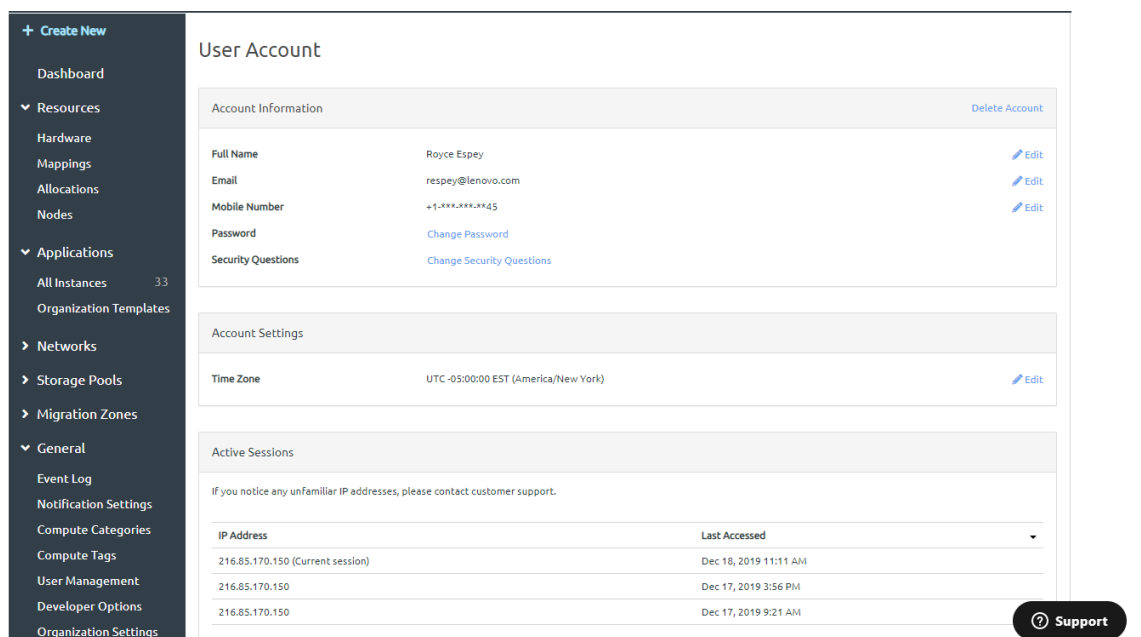 + Create New
Dashboard
Resources
Hardware
Mappings
Allocations
Nodes
Applications
All Instances 33
Organization Templates
Networks
Storage Pools
Migration Zones
General
Event Log
Notification Settings
Compute Categories
Compute Tags
User Management
Developer Options
Organization Settings
User Account
Account Information Delete Account
Full Name Royce Espey Edit
Email respey@lenovo.com Edit
Mobile Number +1-***-***-**45 Edit
Password Change Password
Security Questions Change Security Questions
Account Settings
Time Zone UTC -05:00:00 EST (America/New York) Edit
Active Sessions
If you notice any unfamiliar IP addresses, please contact customer support.
IP Address Last Accessed
216.85.170.150 (Current session) Dec 18, 2019 11:11 AM
216.85.170.150 Dec 17, 2019 3:56 PM
216.85.170.150 Dec 17, 2019 9:21 AM
Support